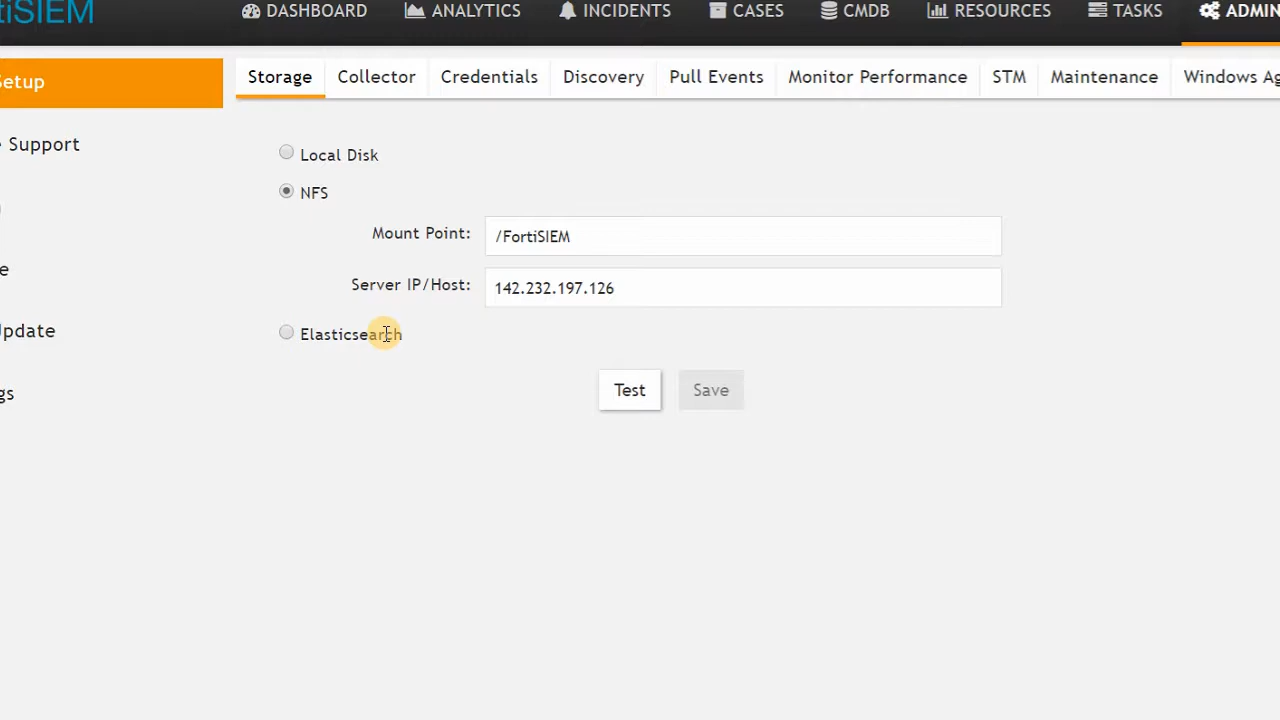 tiSIEM
DASHBOARD ANALYTICS INCIDENTS CASES CMDB RESOURCES TASKS ADMIN
Setup
Storage Collector Credentials Discovery Pull Events Monitor Performance STM Maintenance Windows Ag
Support
Local Disk
NFS
Mount Point: /FortiSIEM
Server IP/Host: 142.232.197.126
Update
Elasticsearch
Test Save
gs